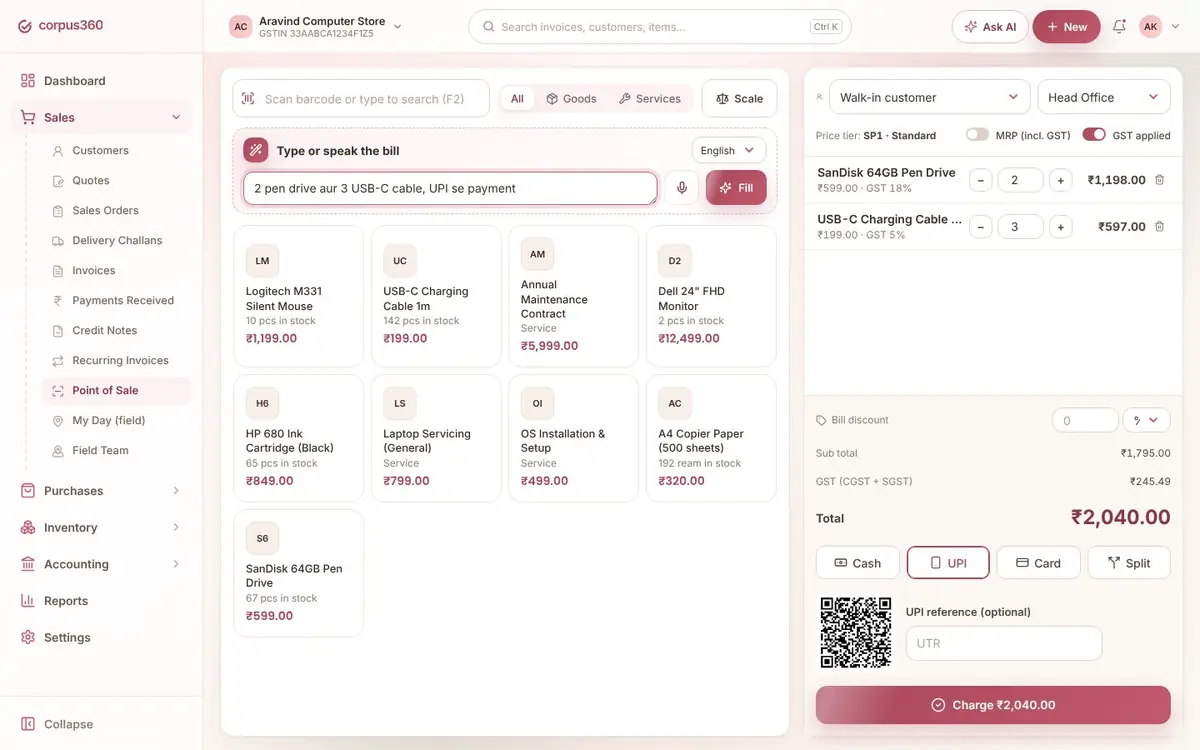 corpus360
AC
Aravind Computer Store
GSTIN 33AABCA1234F1Z5
Search invoices, customers, items...
Ctrl K
Ask AI
New
AK
Dashboard
Sales
Customers
Quotes
Sales Orders
Delivery Challans
Invoices
Payments Received
Credit Notes
Recurring Invoices
Point of Sale
My Day (field)
Field Team
Purchases
Inventory
Accounting
Reports
Settings
Collapse
Scan barcode or type to search (F2)
All
Goods
Services
Scale
Type or speak the bill
English
2 pen drive aur 3 USB-C cable, UPI se payment
Fill
LM
Logitech M331
Silent Mouse
10 pcs in stock
₹1,199.00
UC
USB-C Charging
Cable 1m
142 pcs in stock
₹199.00
AM
Annual
Maintenance
Contract
Service
₹5,999.00
D2
Dell 24" FHD
Monitor
2 pcs in stock
₹12,499.00
H6
HP 680 Ink
Cartridge (Black)
65 pcs in stock
₹849.00
LS
Laptop Servicing
(General)
Service
₹799.00
OI
OS Installation &
Setup
Service
₹499.00
AC
A4 Copier Paper
(500 sheets)
192 ream in stock
₹320.00
S6
SanDisk 64GB Pen
Drive
67 pcs in stock
₹599.00
Walk-in customer
Head Office
Price tier: SP1 · Standard
MRP (incl. GST)
GST applied
SanDisk 64GB Pen Drive
₹599.00 · GST 18%
− 2 +
₹1,198.00
USB-C Charging Cable ...
₹199.00 · GST 5%
− 3 +
₹597.00
Bill discount
0
%
Sub total
₹1,795.00
GST (CGST + SGST)
₹245.49
Total
₹2,040.00
Cash
UPI
Card
Split
UPI reference (optional)
UTR
Charge ₹2,040.00